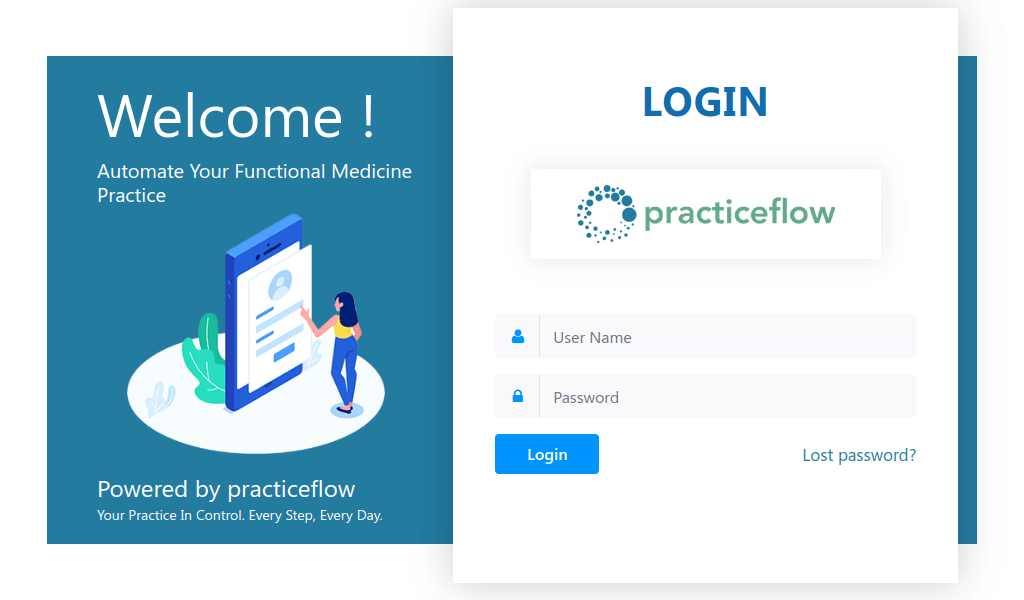 Welcome !
Automate Your Functional Medicine
Practice
Powered by practiceflow
Your Practice In Control. Every Step, Every Day.
LOGIN
practiceflow
User Name
Password
Login
Lost password?